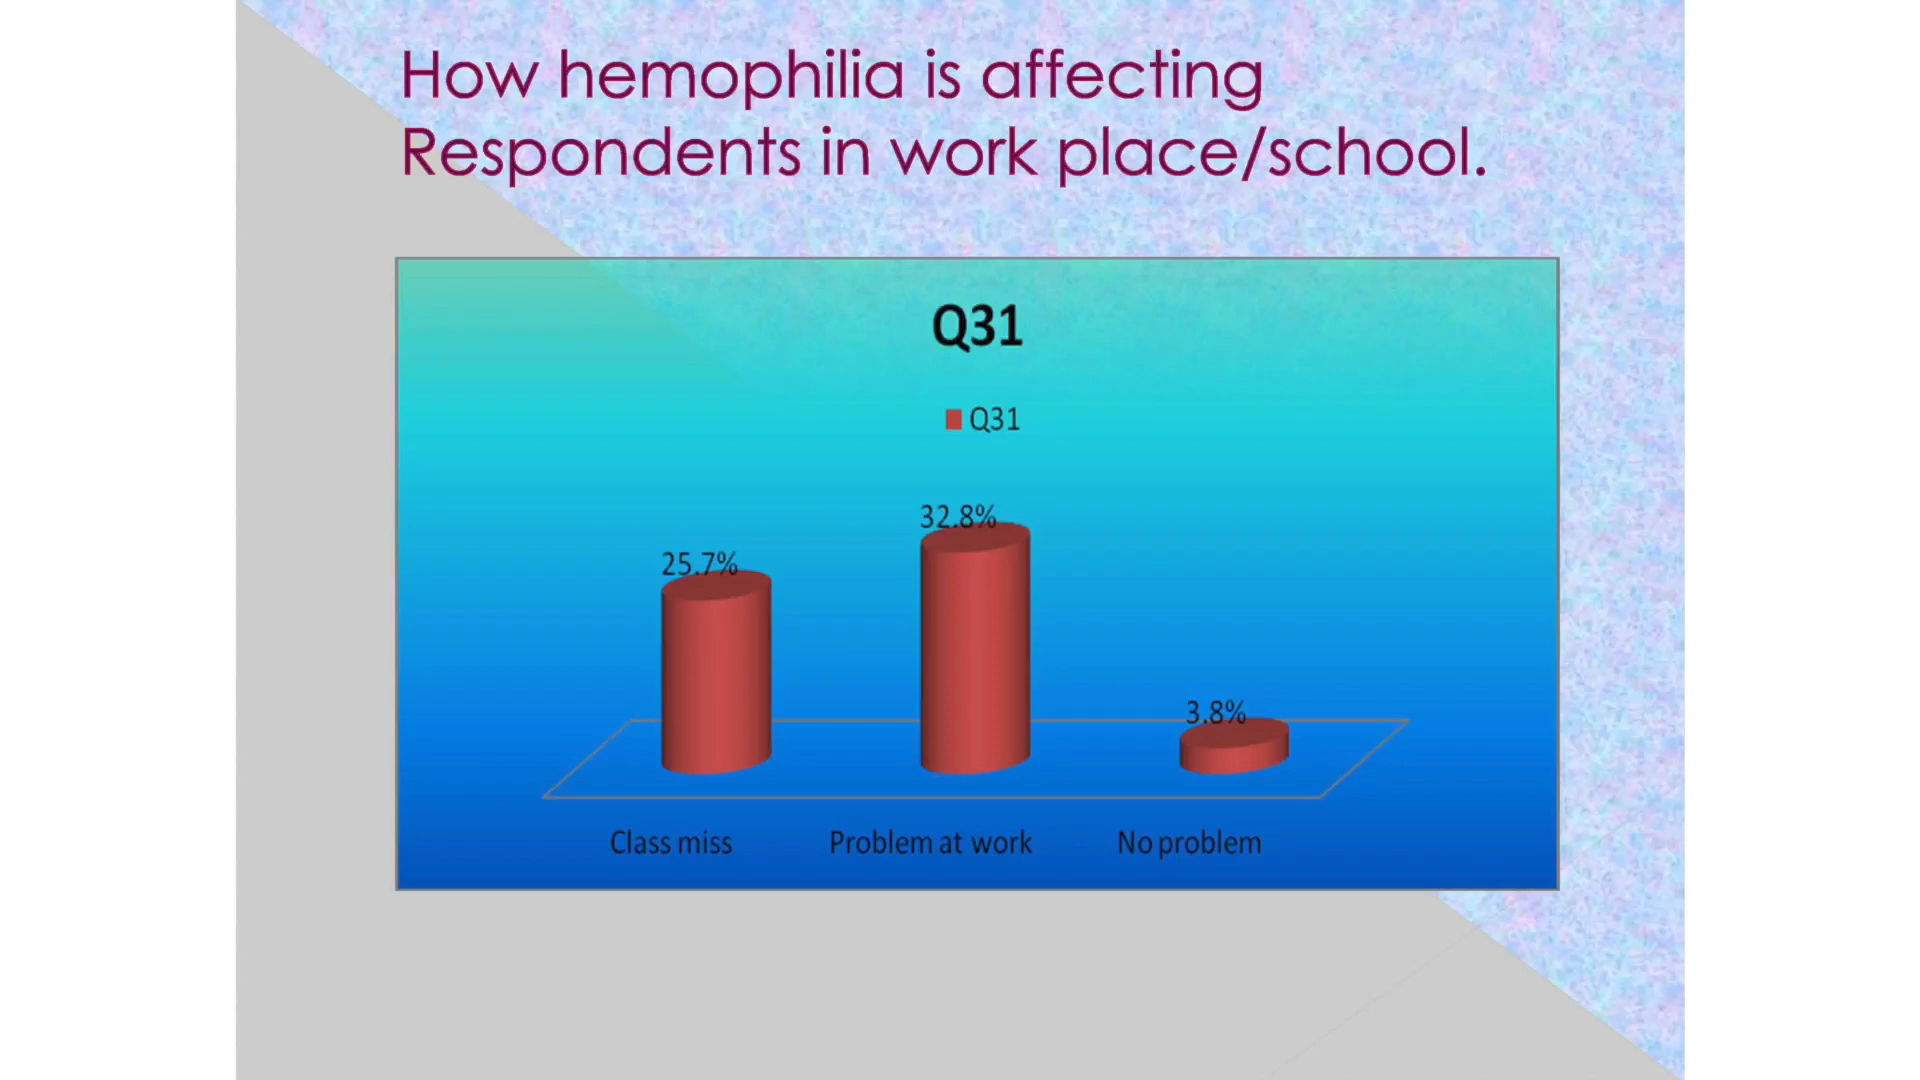 How hemophilia is affecting
Respondents in work place/school.
Q31
Q31
25.7%
32.8%
3.8%
Class miss
Problem at work
No problem